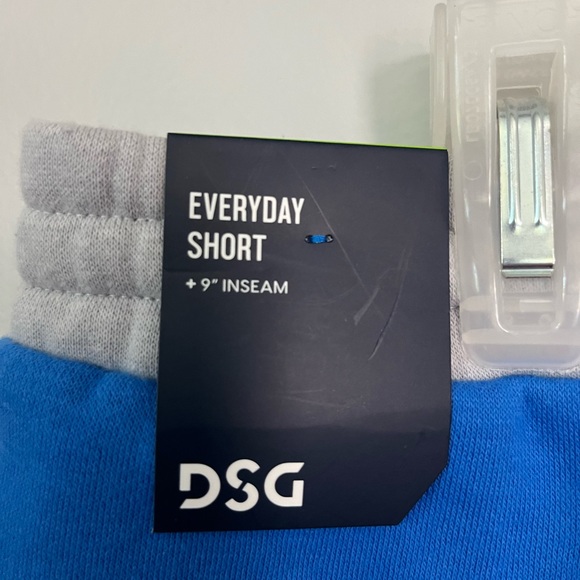 EVERYDAY
SHORT
+ 9" INSEAM
DSG